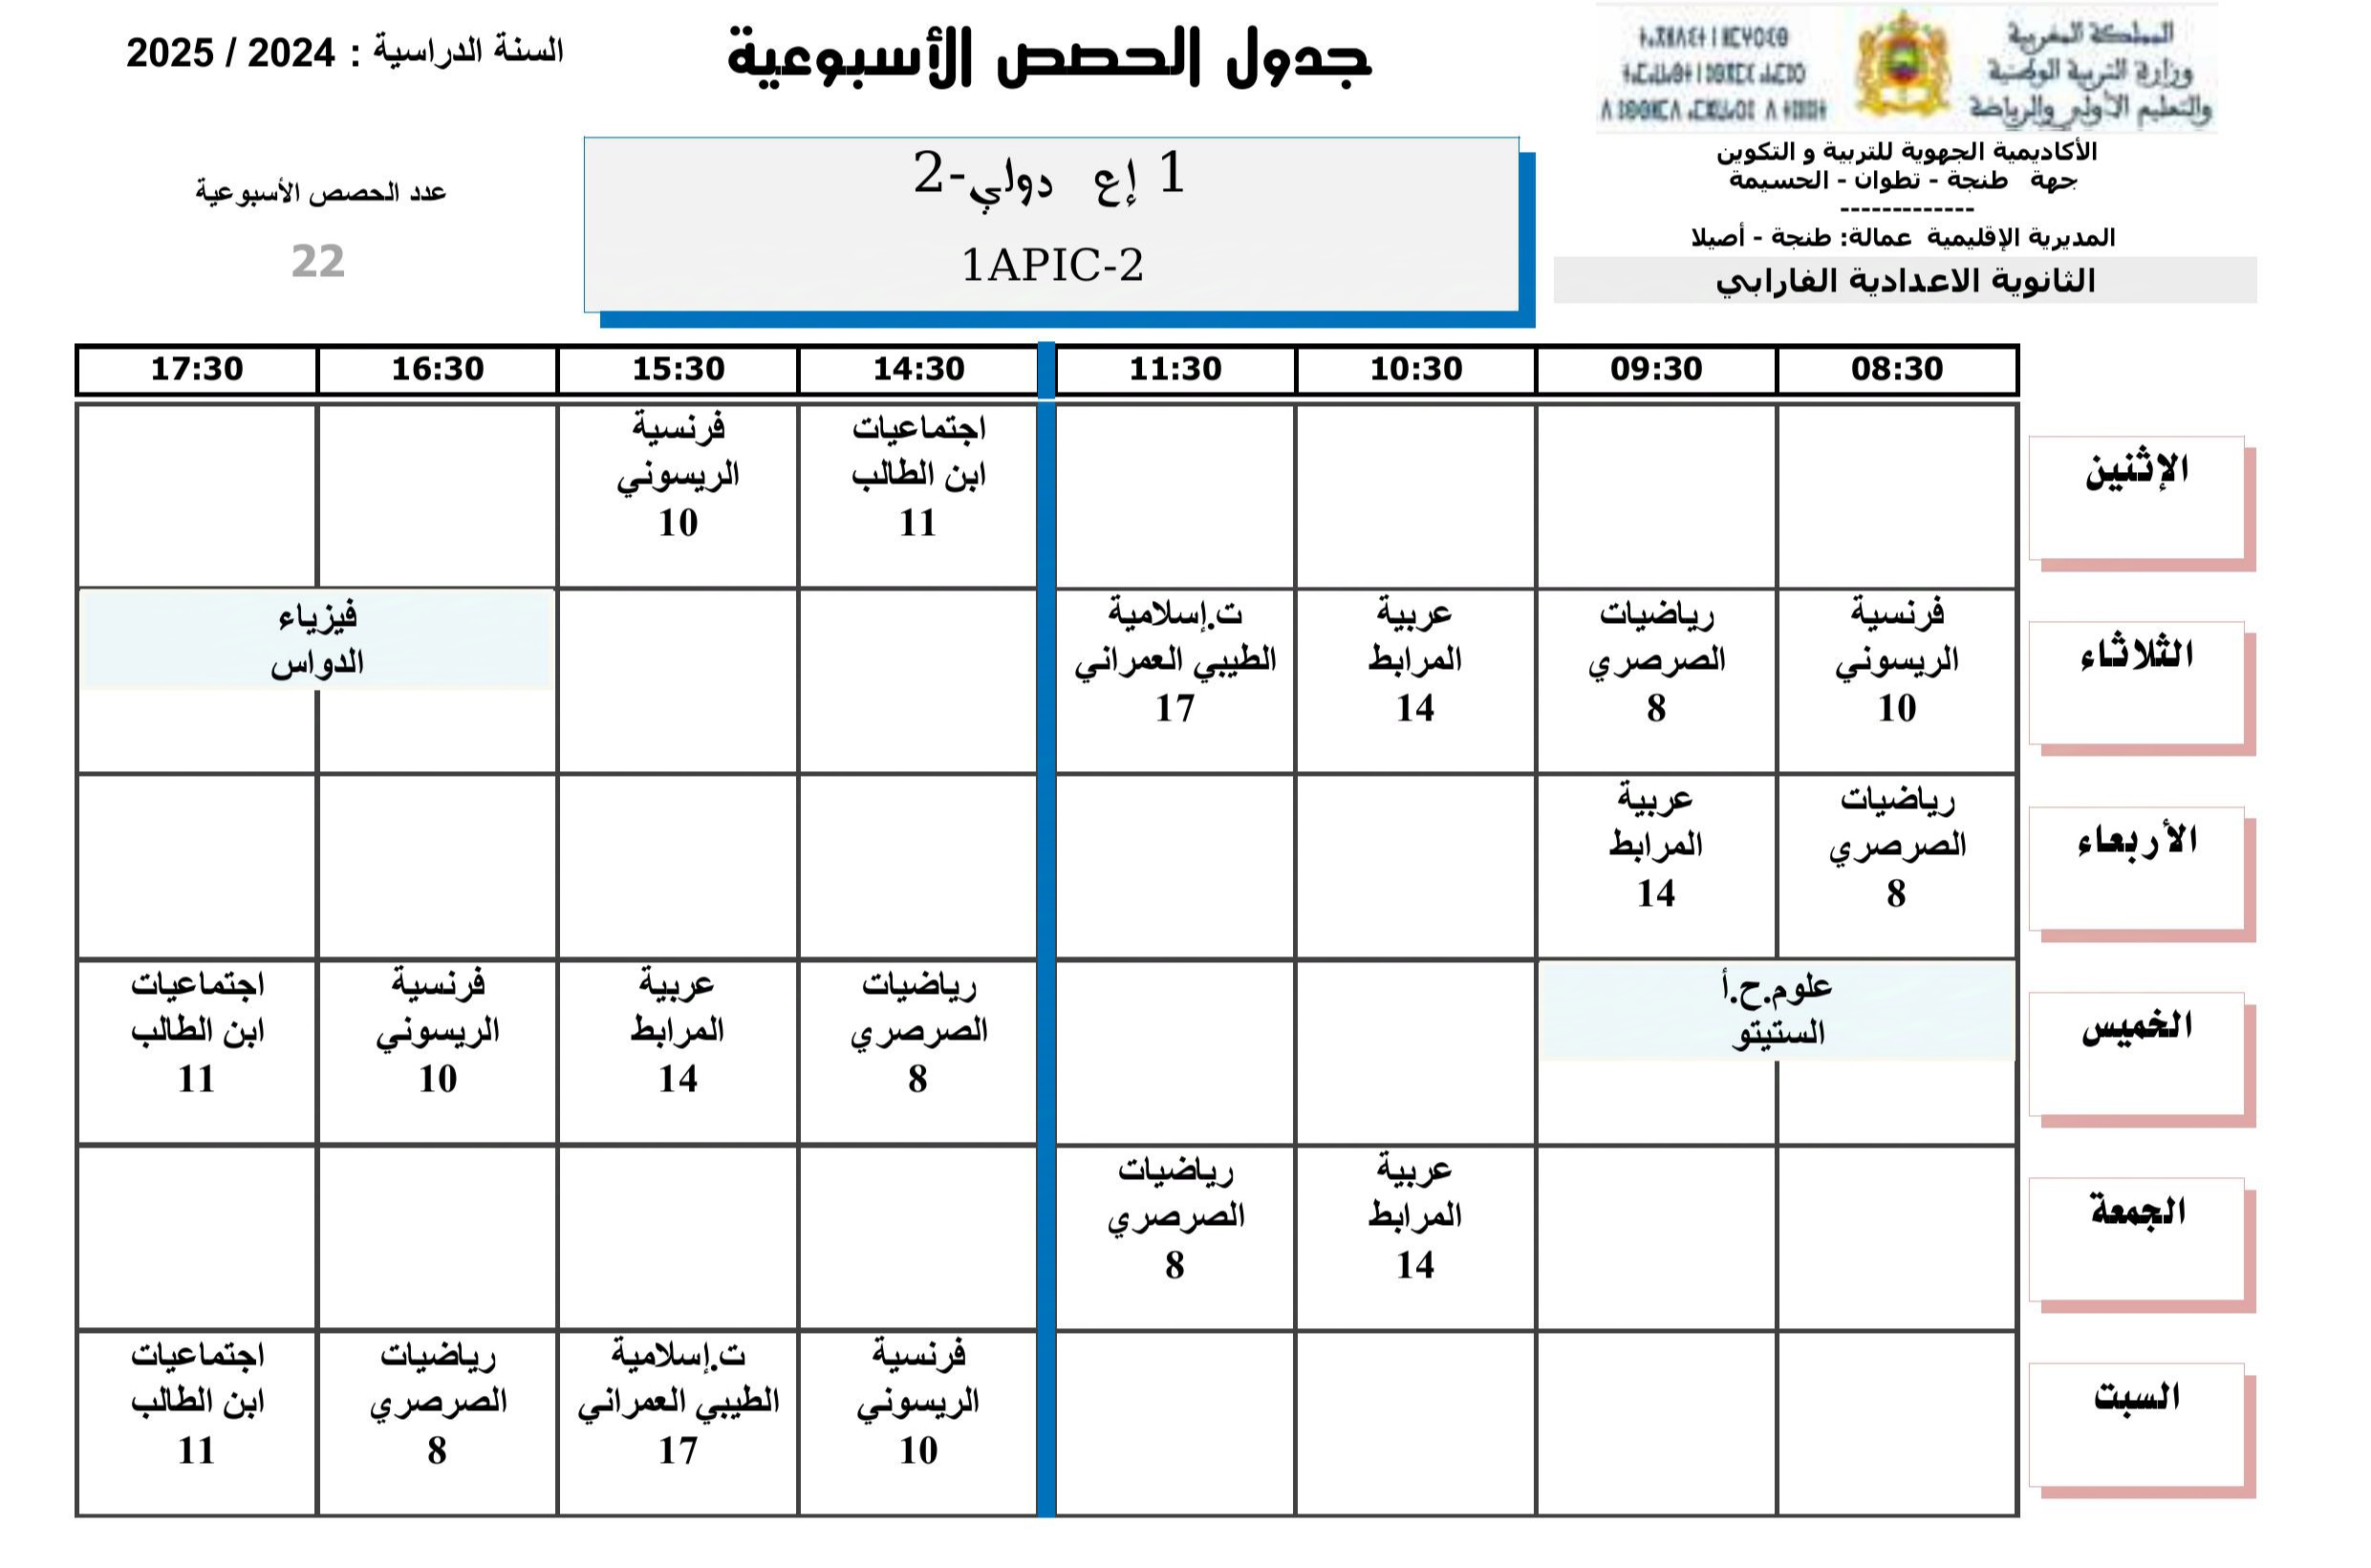 المملكة المغربية
وزارة التربية الوطنية
والتعليم الأولي والرياضة
الأكاديمية الجهوية للتربية و التكوين
جهة طنجة - تطوان - الحسيمة
-------------
المديرية الإقليمية عمالة: طنجة - أصيلا
الثانوية الاعدادية الفارابي
جدول الحصص الأسبوعية
1 إع دولي-2
1APIC-2
السنة الدراسية : 2024 / 2025
عدد الحصص الأسبوعية
22
08:30 09:30 10:30 11:30 14:30 15:30 16:30 17:30
الإثنين
اجتماعيات
ابن الطالب
11
فرنسية
الريسوني
10
الثلاثاء
فرنسية
الريسوني
10
رياضيات
الصرصري
8
عربية
المرابط
14
ت.إسلامية
الطيبي العمراني
17
فيزياء
الدواس
الأربعاء
رياضيات
الصرصري
8
عربية
المرابط
14
الخميس
علوم.ح.أ
الستيتو
رياضيات
الصرصري
8
عربية
المرابط
14
فرنسية
الريسوني
10
اجتماعيات
ابن الطالب
11
الجمعة
عربية
المرابط
14
رياضيات
الصرصري
8
السبت
فرنسية
الريسوني
10
ت.إسلامية
الطيبي العمراني
17
رياضيات
الصرصري
8
اجتماعيات
ابن الطالب
11